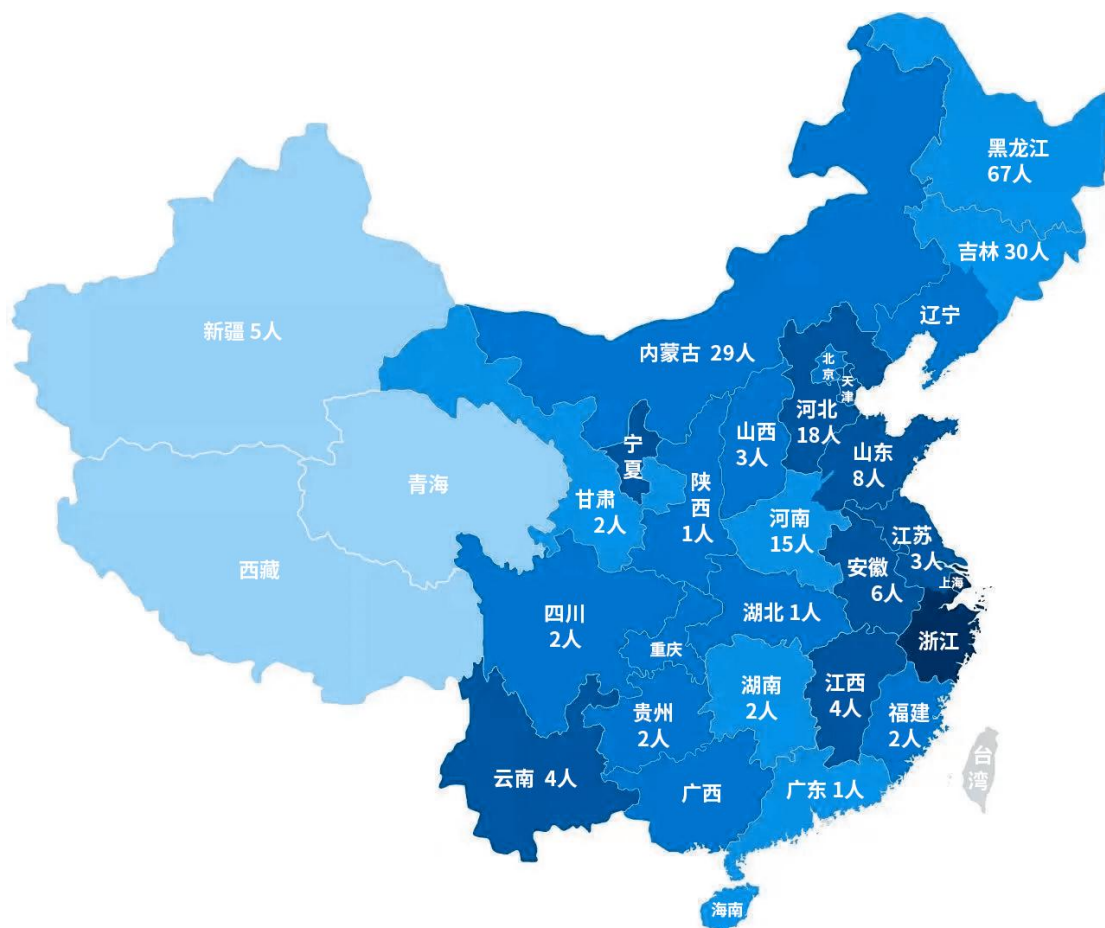 黑龙江
67人
吉林 30人
辽宁
新疆 5人
内蒙古 29人
北
京
天
津
河北
18人
山西
3人
山东
8人
宁
夏
陕
西
1人
青海
甘肃
2人
河南
15人
江苏
3人
上海
安徽
6人
西藏
四川
2人
湖北 1人
重庆
浙江
湖南
2人
江西
4人
贵州
2人
福建
2人
云南 4人
广西
广东 1人
台
湾
海南